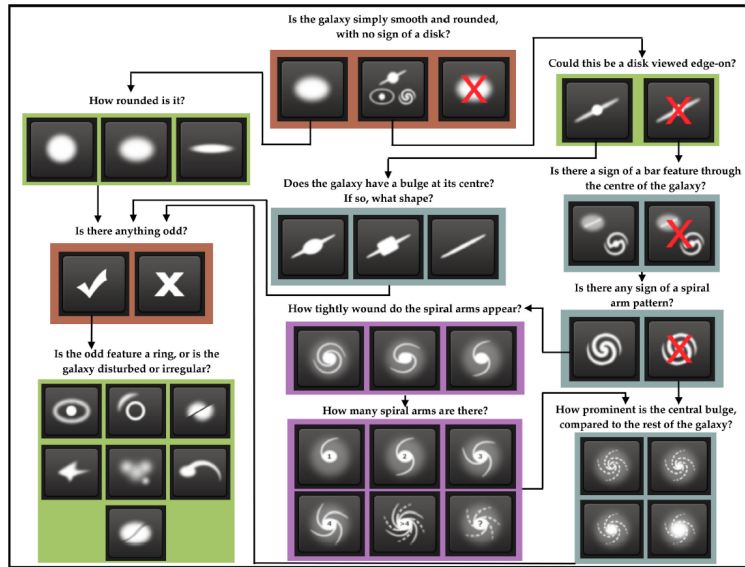 Is the galaxy simply smooth and rounded,
with no sign of a disk?
Could this be a disk viewed edge-on?
How rounded is it?
Does the galaxy have a bulge at its centre?
If so, what shape?
Is there a sign of a bar feature through
the centre of the galaxy?
Is there anything odd?
Is there any sign of a spiral
arm pattern?
How tightly wound do the spiral arms appear?
Is the odd feature a ring, or is the
galaxy disturbed or irregular?
How many spiral arms are there?
How prominent is the central bulge,
compared to the rest of the galaxy?
1 2 3
4 >4 ?